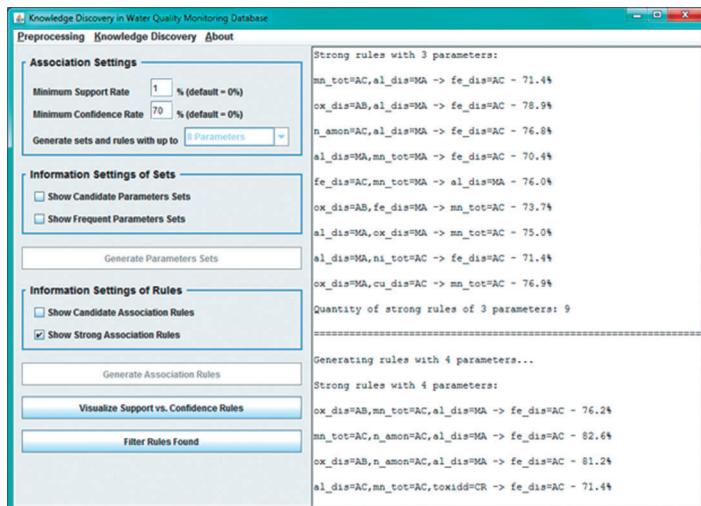 Knowledge Discovery in Water Quality Monitoring Database
Preprocessing Knowledge Discovery About
Association Settings
Minimum Support Rate 1 % (default = 0%)
Minimum Confidence Rate 70 % (default = 0%)
Generate sets and rules with up to 8 Parameters
Information Settings of Sets
Show Candidate Parameters Sets
Show Frequent Parameters Sets
Generate Parameters Sets
Information Settings of Rules
Show Candidate Association Rules
Show Strong Association Rules
Generate Association Rules
Visualize Support vs. Confidence Rules
Filter Rules Found
Strong rules with 3 parameters:
mn_tot=AC,al_dis=MA -> fe_dis=AC - 71.4%
ox_dis=AB,al_dis=MA -> fe_dis=AC - 78.9%
n_amon=AC,al_dis=MA -> fe_dis=AC - 76.8%
al_dis=MA,mn_tot=MA -> fe_dis=AC - 70.4%
fe_dis=AC,mn_tot=MA -> al_dis=MA - 76.0%
ox_dis=AB,fe_dis=MA -> mn_tot=AC - 73.7%
al_dis=MA,ox_dis=MA -> mn_tot=AC - 75.0%
al_dis=MA,ni_tot=AC -> fe_dis=AC - 71.4%
ox_dis=MA,cu_dis=AC -> mn_tot=AC - 76.9%
Quantity of strong rules of 3 parameters: 9
================================================================
Generating rules with 4 parameters...
Strong rules with 4 parameters:
ox_dis=AB,mn_tot=AC,al_dis=MA -> fe_dis=AC - 76.2%
mn_tot=AC,n_amon=AC,al_dis=MA -> fe_dis=AC - 82.6%
ox_dis=AB,n_amon=AC,al_dis=MA -> fe_dis=AC - 81.2%
al_dis=AC,mn_tot=AC,toxidd=CR -> fe_dis=AC - 71.4%